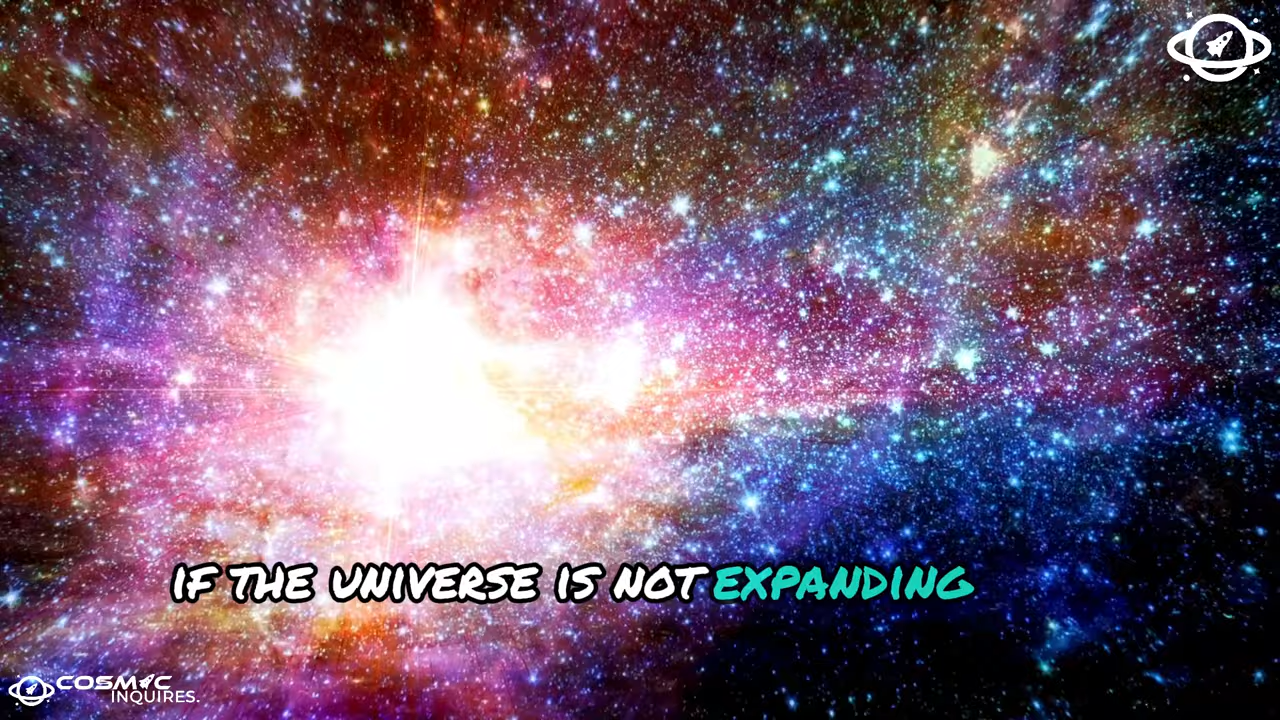 IF THE UNIVERSE IS NOT EXPANDING
COSMIC
INQUIRES.